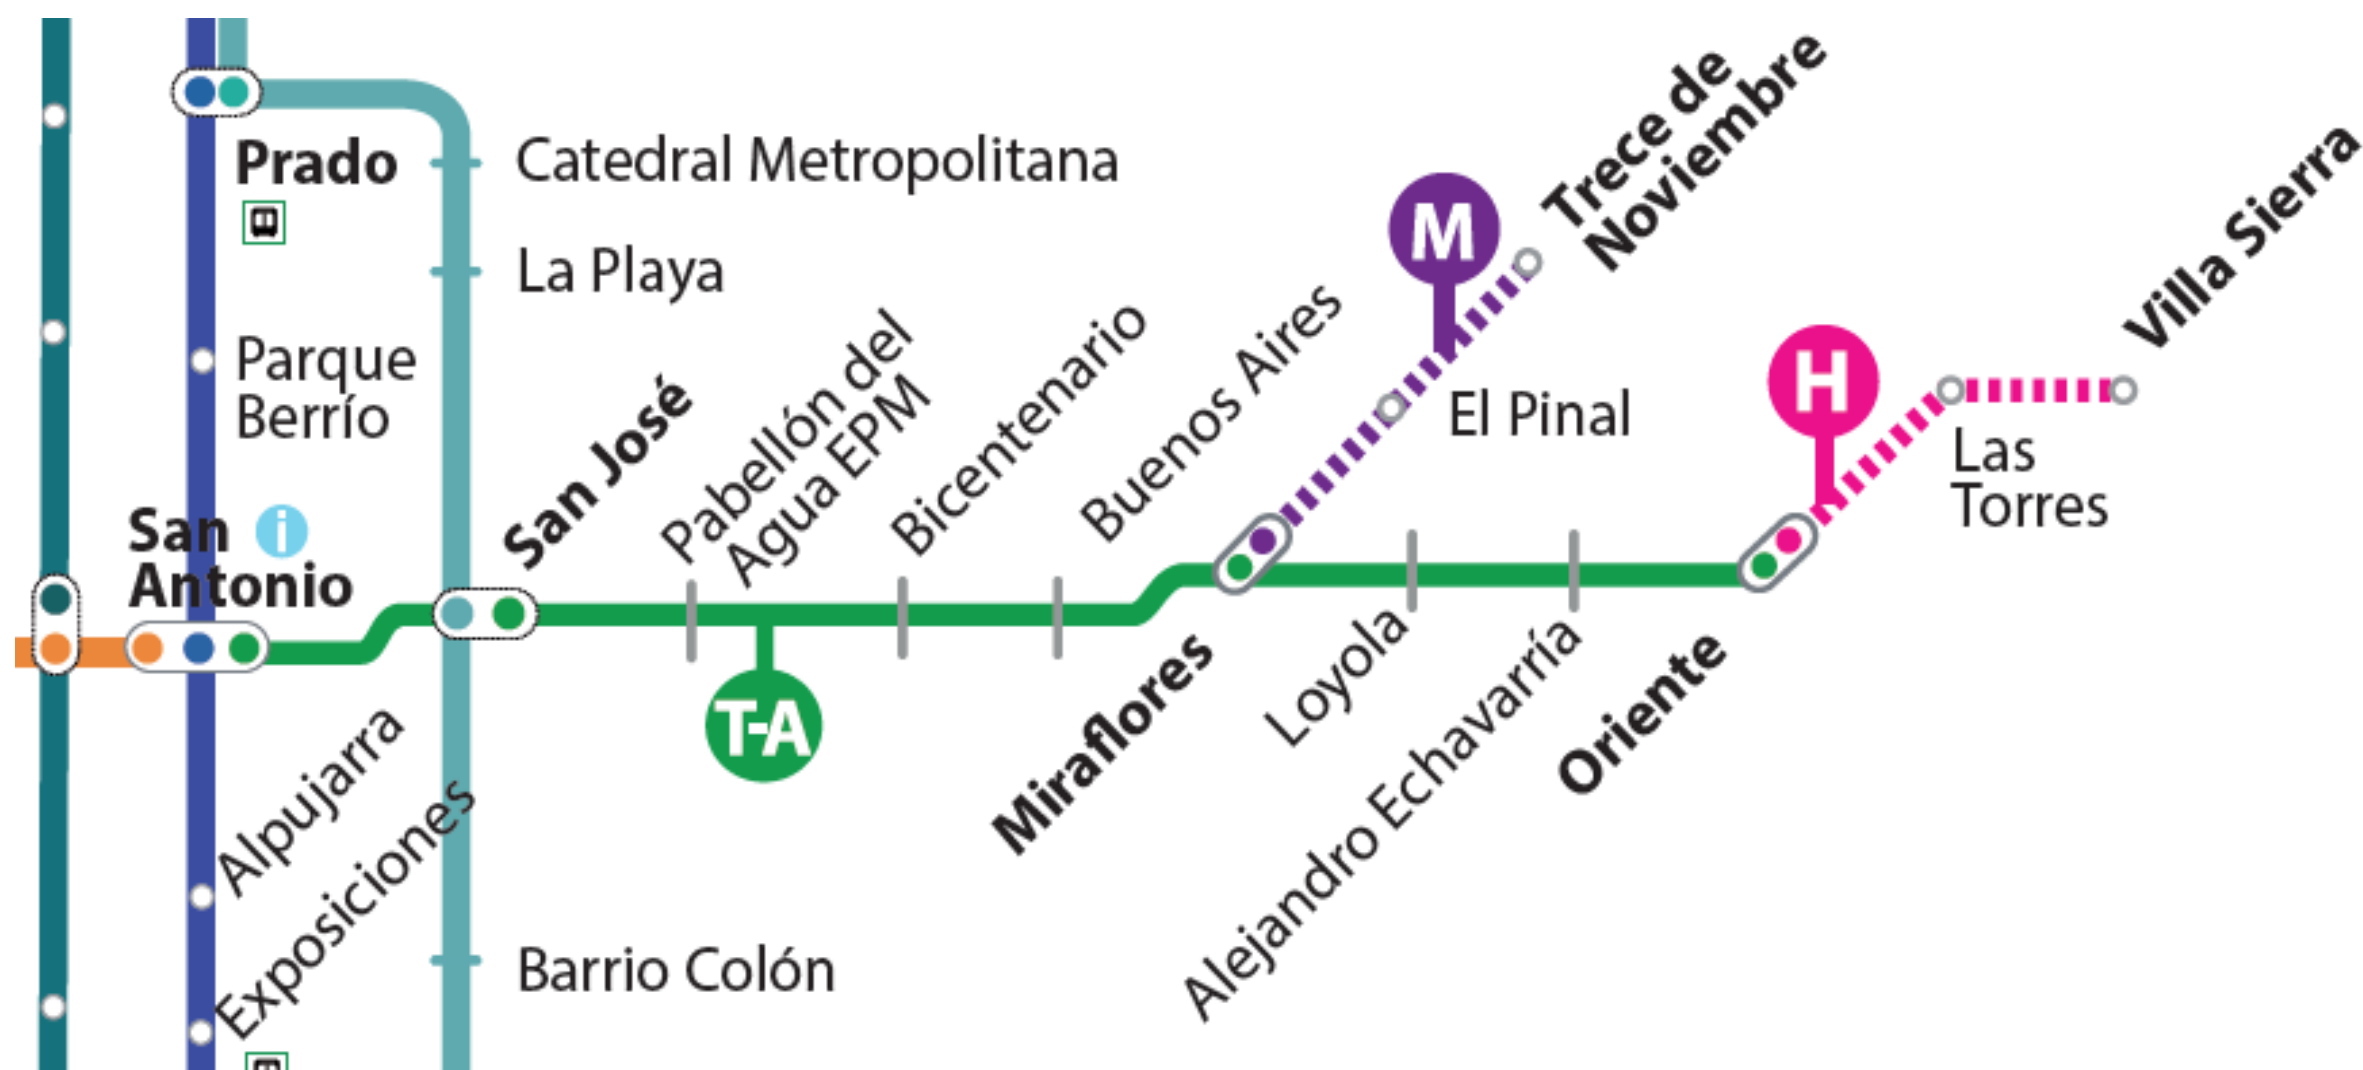 Prado
Catedral Metropolitana
La Playa
Parque
Berrío
San
Antonio
i
San José
Pabellón del
Agua EPM
Bicentenario
Buenos Aires
M
Trece de
Noviembre
El Pinal
H
Las
Torres
Villa Sierra
T-A
Miraflores
Loyola
Alejandro Echavarría
Oriente
Alpujarra
Exposiciones
Barrio Colón